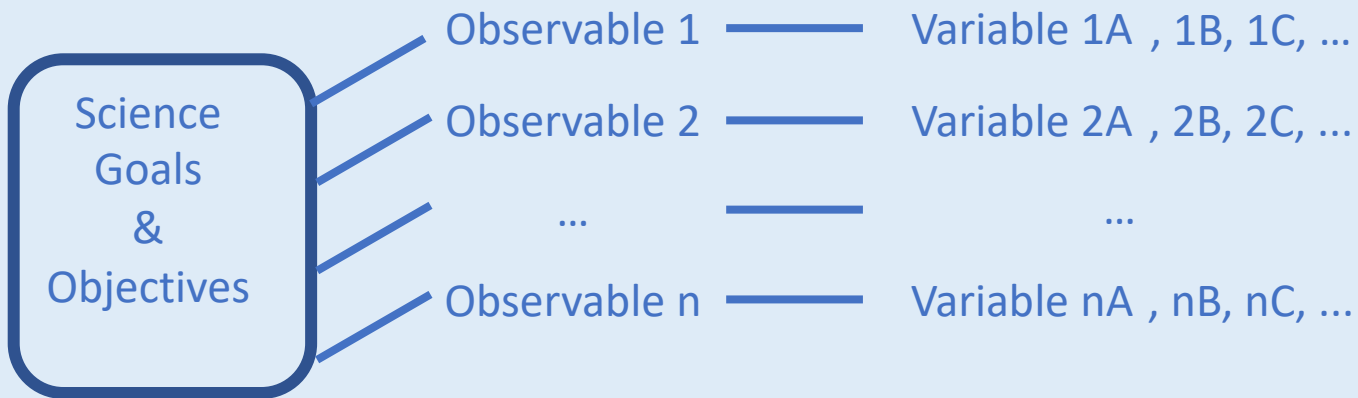 Science
Goals
&
Objectives
Observable 1 Variable 1A , 1B, 1C, ...
Observable 2 Variable 2A , 2B, 2C, ...
... ...
Observable n Variable nA , nB, nC, ...